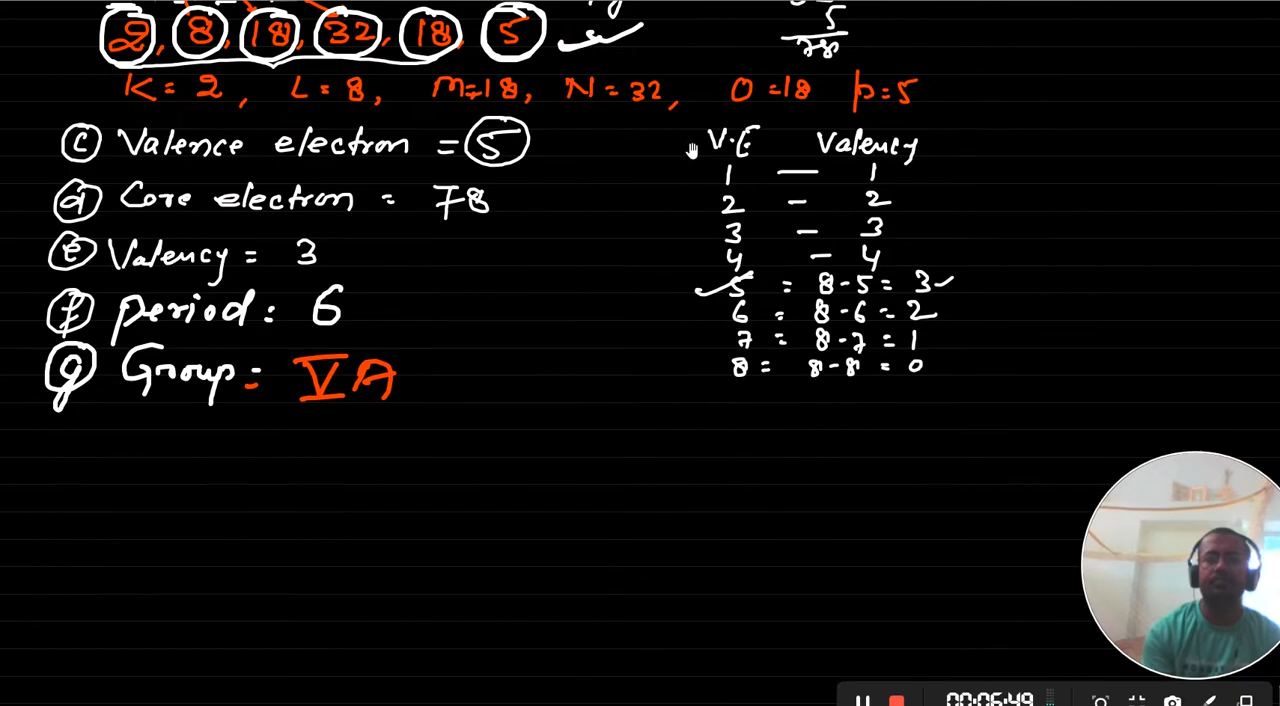 2, 8, 18, 32, 18, 5
5
78
K = 2, L = 8, M = 18, N = 32, O = 18 P = 5
(c) Valence electron = 5
(d) Core electron = 78
(e) Valency = 3
(f) Period: 6
(g) Group = VA
V.E Valency
1 — 1
2 - 2
3 - 3
4 - 4
5 = 8-5 = 3
6 = 8-6 = 2
7 = 8-7 = 1
8 = 8-8 = 0
00:06:49